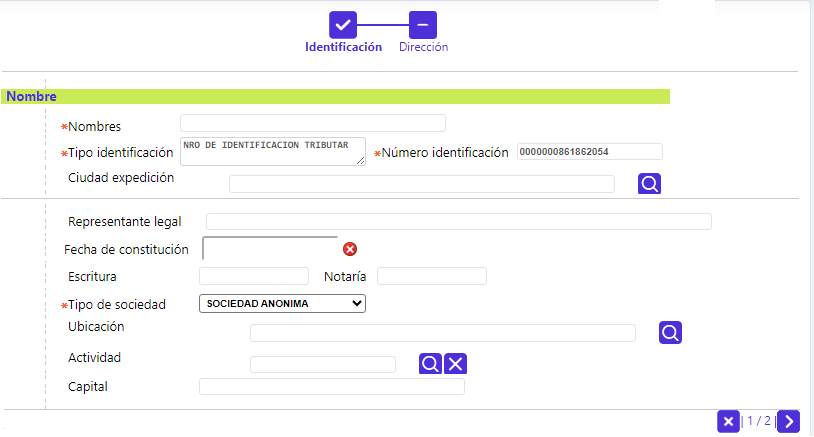 Identificación Dirección
Nombre
*Nombres
*Tipo identificación NRO DE IDENTIFICACION TRIBUTAR *Número identificación 0000000861862054
Ciudad expedición
Representante legal
Fecha de constitución
Escritura Notaría
*Tipo de sociedad SOCIEDAD ANONIMA
Ubicación
Actividad
Capital
| 1 / 2 |